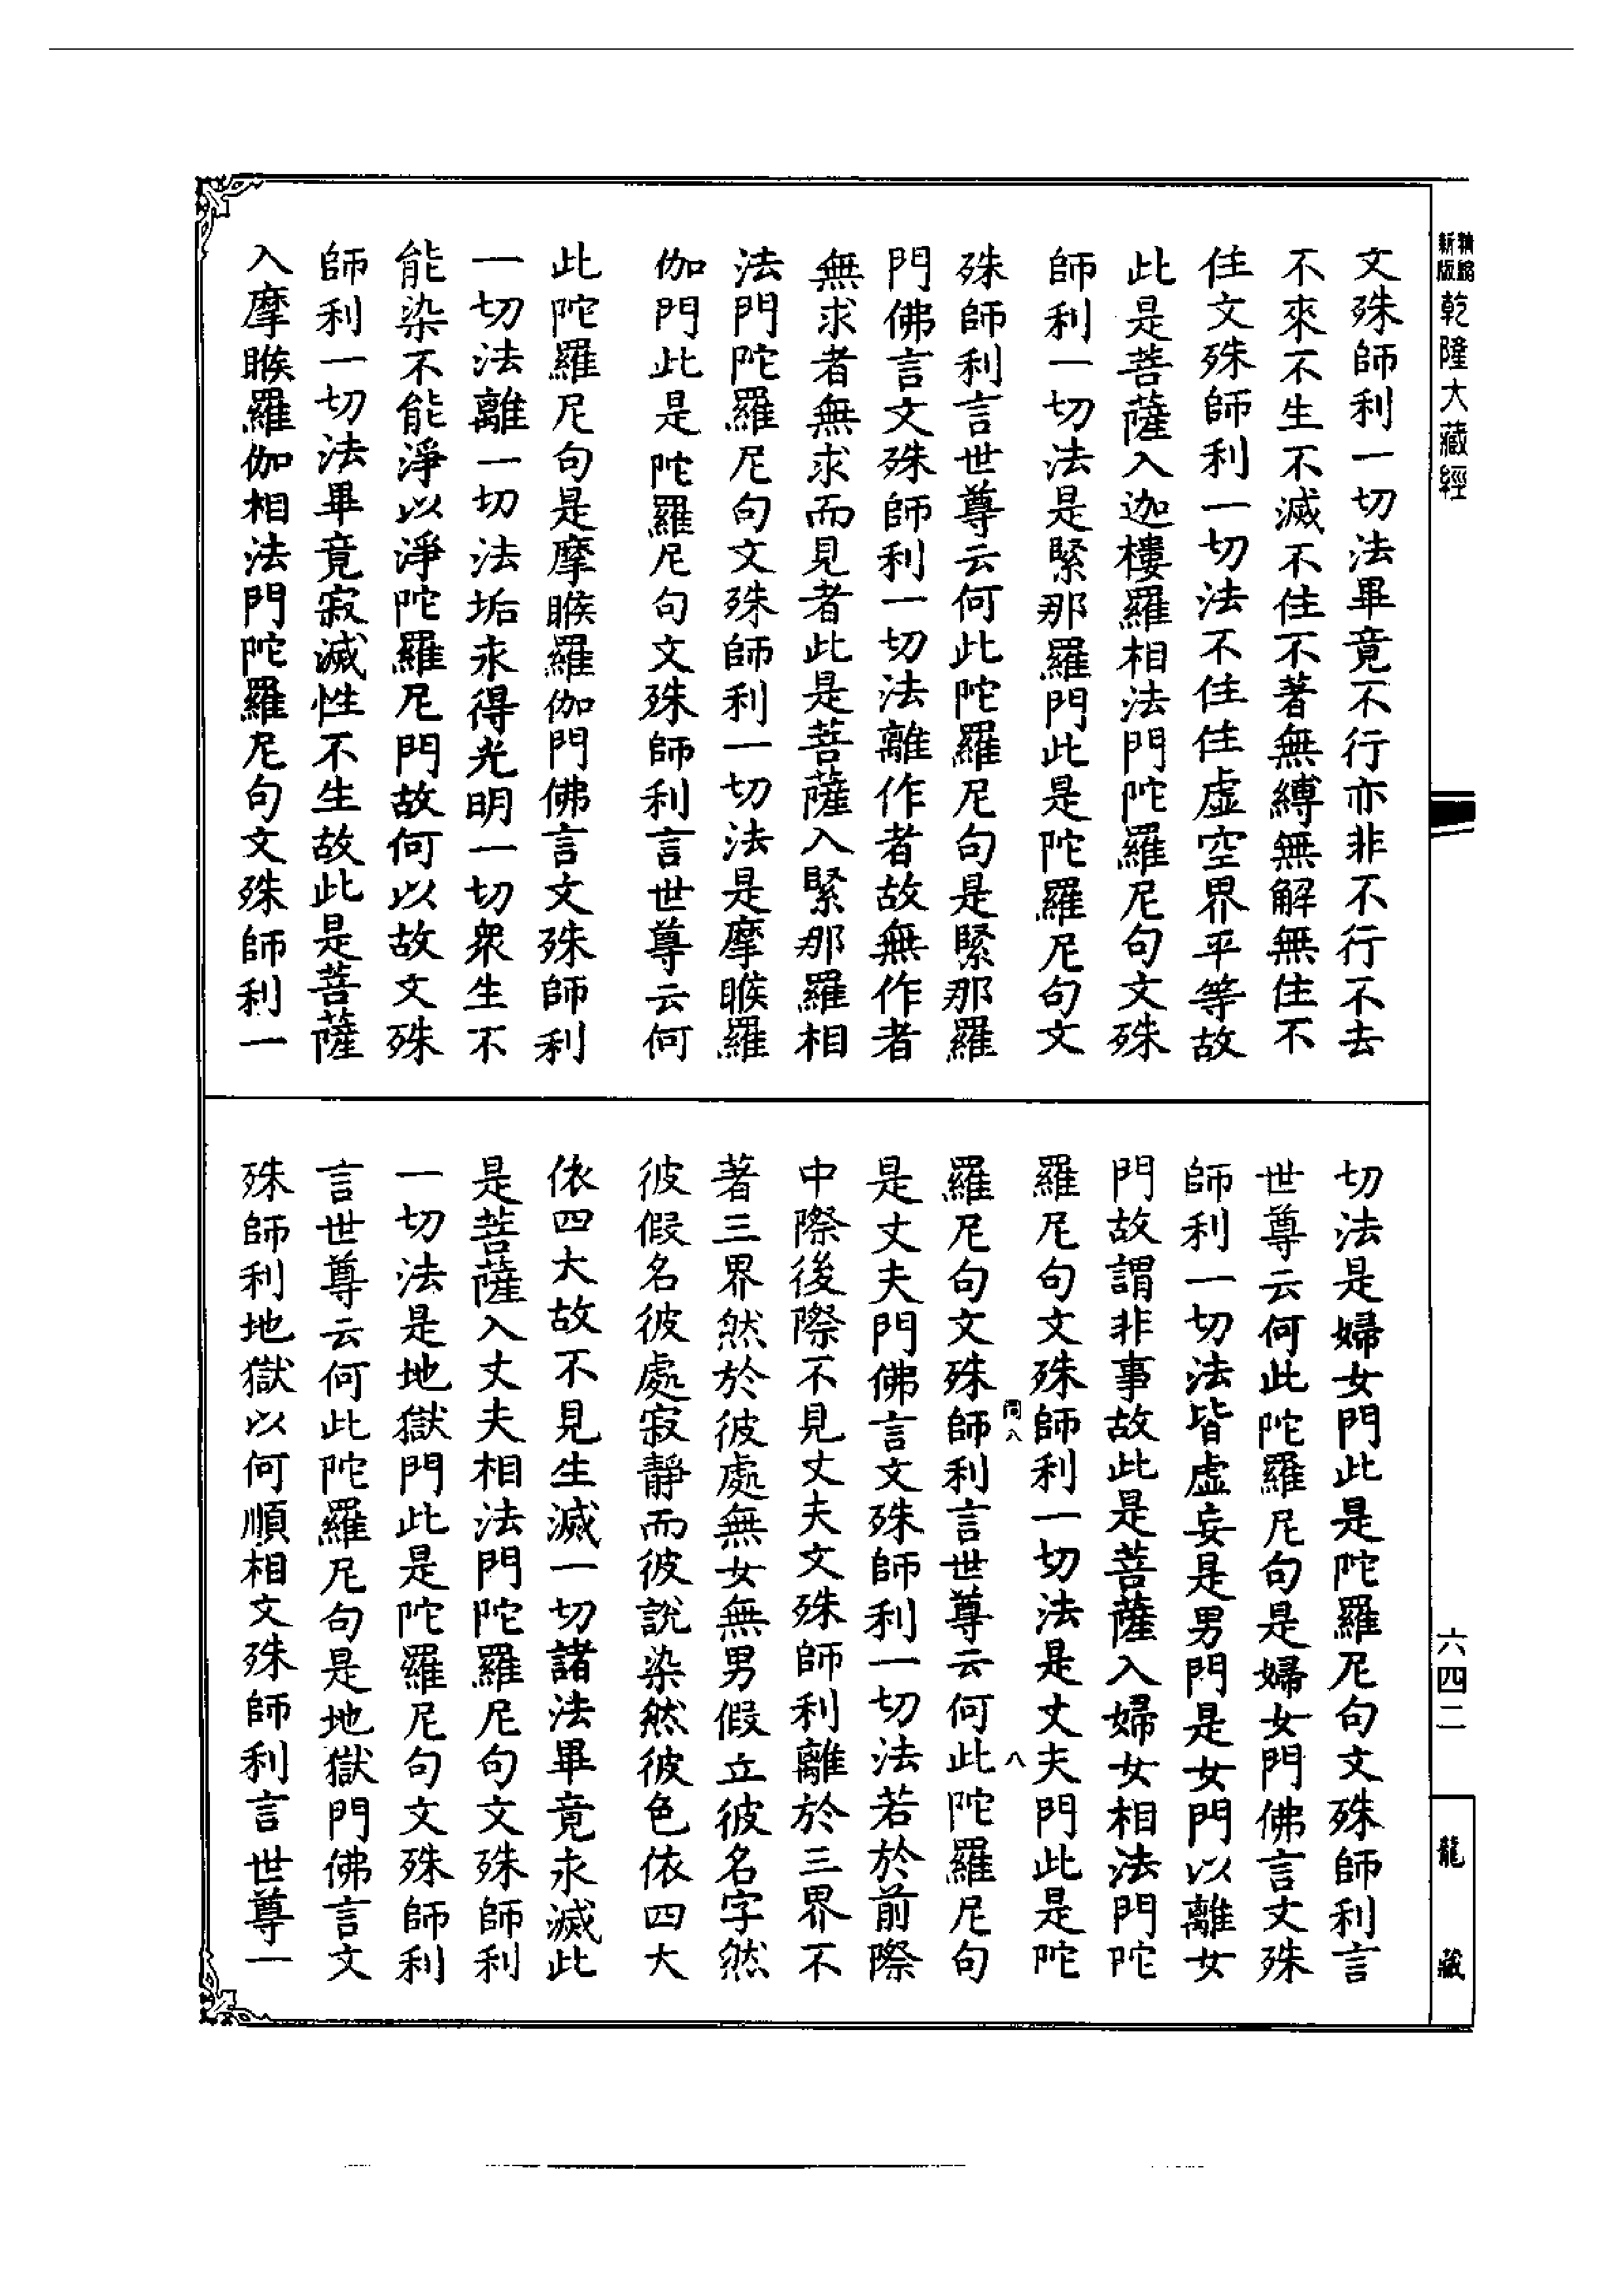 精縮新版乾隆大藏經
文殊師利一切法畢竟不行亦非不行不去
不來不生不滅不住不著無縛無解無住不
住文殊師利一切法不住住虛空界平等故
此是菩薩入迦樓羅相法門陀羅尼句文殊
師利一切法是緊那羅門此是陀羅尼句文
殊師利言世尊云何此陀羅尼句是緊那羅
門佛言文殊師利一切法離作者故無作者
無求者無求而見者此是菩薩入緊那羅相
法門陀羅尼句文殊師利一切法是摩睺羅
伽門此是陀羅尼句文殊師利言世尊云何
此陀羅尼句是摩睺羅伽門佛言文殊師利
一切法離一切法垢永得光明一切衆生不
能染不能淨以淨陀羅尼門故何以故文殊
師利一切法畢竟寂滅性不生故此是菩薩
入摩睺羅伽相法門陀羅尼句文殊師利一
切法是婦女門此是陀羅尼句文殊師利言
世尊云何此陀羅尼句是婦女門佛言文殊
師利一切法皆虛妄是男門是女門以離女
門故謂非事故此是菩薩入婦女相法門陀
羅尼句文殊師利一切法是丈夫門此是陀
罔八 八
羅尼句文殊師利言世尊云何此陀羅尼句
是丈夫門佛言文殊師利一切法若於前際
中際後際不見丈夫文殊師利離於三界不
著三界然於彼處無女無男假立彼名字然
彼假名彼處寂靜而彼說染然彼色依四大
依四大故不見生滅一切諸法畢竟永滅此
是菩薩入丈夫相法門陀羅尼句文殊師利
一切法是地獄門此是陀羅尼句文殊師利
言世尊云何此陀羅尼句是地獄門佛言文
殊師利地獄以何順相文殊師利言世尊一
六四二
龍藏